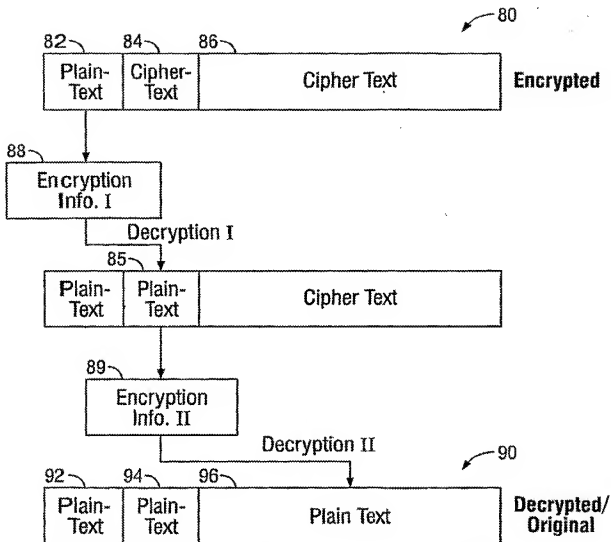 80
82 84 86
Plain-Text Cipher-Text Cipher Text Encrypted
88
Encryption Info. I
Decryption I
85
Plain-Text Plain-Text Cipher Text
89
Encryption Info. II
Decryption II
90
92 94 96
Plain-Text Plain-Text Plain Text Decrypted/Original